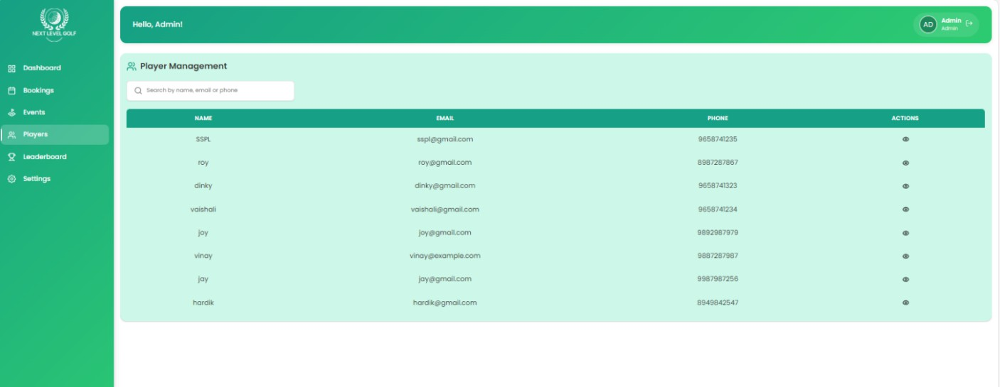 NEXT LEVEL GOLF
Dashboard
Bookings
Events
Players
Leaderboard
Settings
Hello, Admin!
AD
Admin
Admin
Player Management
Search by name, email or phone
NAME EMAIL PHONE ACTIONS
SSPL sspl@gmail.com 9658741235
roy roy@gmail.com 8987287867
dinky dinky@gmail.com 9658741323
vaishali vaishali@gmail.com 9658741234
joy joy@gmail.com 9892987979
vinay vinay@example.com 9887287987
jay jay@gmail.com 9987987256
hardik hardik@gmail.com 8949842547